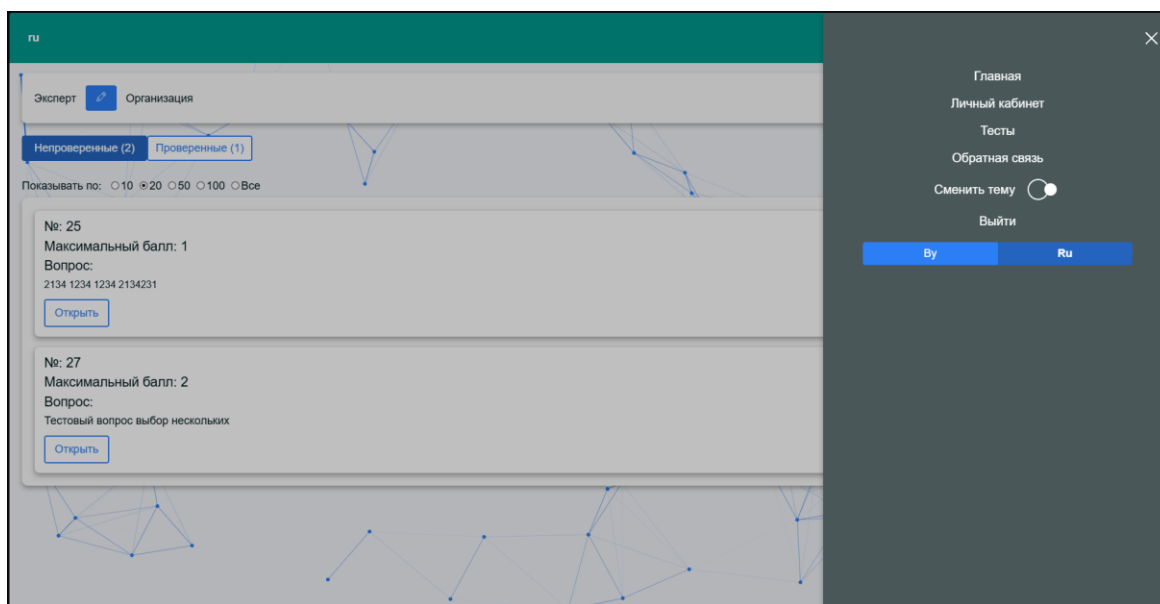 ru
Эксперт Организация
Непроверенные (2) Проверенные (1)
Показывать по: 10 20 50 100 Все
№: 25
Максимальный балл: 1
Вопрос:
2134 1234 1234 2134231
Открыть
№: 27
Максимальный балл: 2
Вопрос:
Тестовый вопрос выбор нескольких
Открыть
Главная
Личный кабинет
Тесты
Обратная связь
Сменить тему
Выйти
By Ru